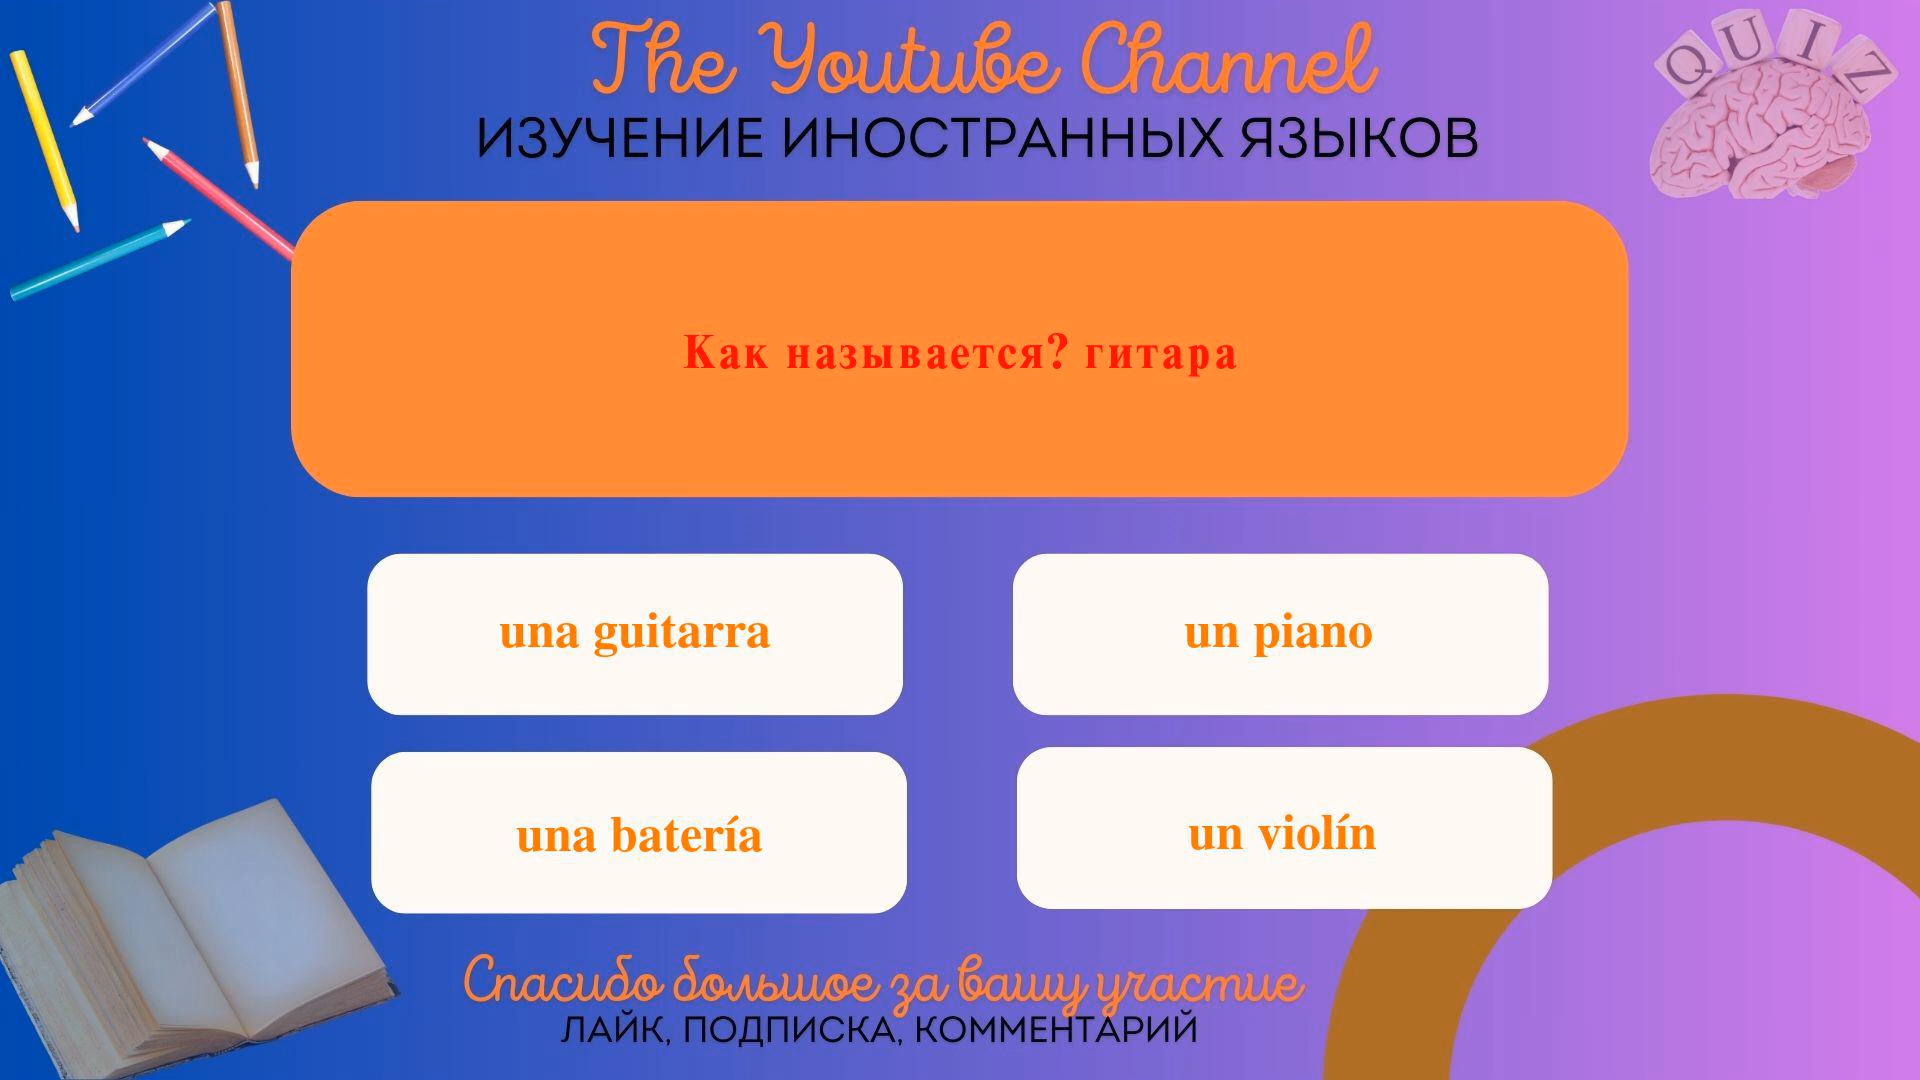 The Youtube Channel
QUIZ
ИЗУЧЕНИЕ ИНОСТРАННЫХ ЯЗЫКОВ
Как называется? гитара
una guitarra
un piano
una batería
un violín
Спасибо большое за вашу участие
ЛАЙК, ПОДПИСКА, КОММЕНТАРИЙ